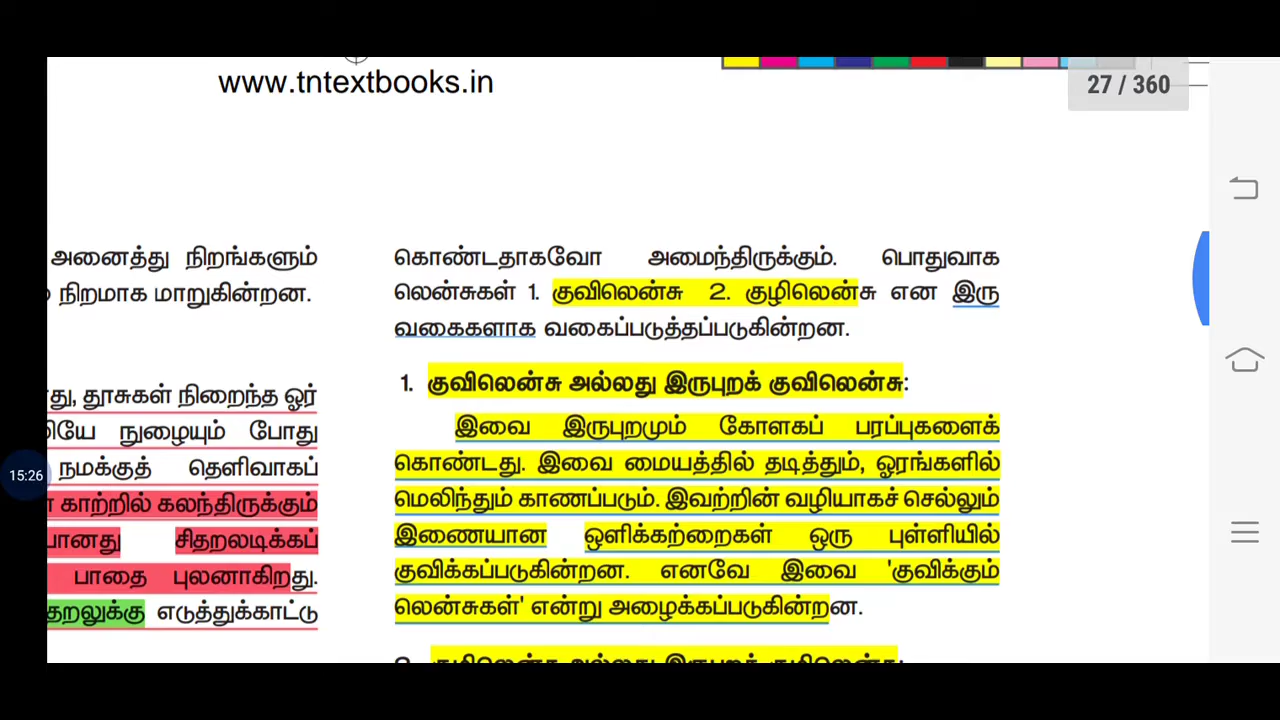 www.tntextbooks.in
27 / 360
அனைத்து நிறங்களும்
நிறமாக மாறுகின்றன.
தூசுகள் நிறைந்த ஓர்
நுழையும் போது
நமக்குத் தெளிவாகப்
காற்றில் கலந்திருக்கும்
சிதறலடிக்கப்
பாதை புலனாகிறது.
எடுத்துக்காட்டு
கொண்டதாகவோ அமைந்திருக்கும். பொதுவாக
லென்சுகள் 1. குவிலென்சு 2. குழிலென்சு என இரு
வகைகளாக வகைப்படுத்தப்படுகின்றன.
1. குவிலென்சு அல்லது இருபுறக் குவிலென்சு:
இவை இருபுறமும் கோளகப் பரப்புகளைக்
கொண்டது. இவை மையத்தில் தடித்தும், ஓரங்களில்
மெலிந்தும் காணப்படும். இவற்றின் வழியாகச் செல்லும்
இணையான ஒளிக்கற்றைகள் ஒரு புள்ளியில்
குவிக்கப்படுகின்றன. எனவே இவை 'குவிக்கும்
லென்சுகள்' என்று அழைக்கப்படுகின்றன.
15:26